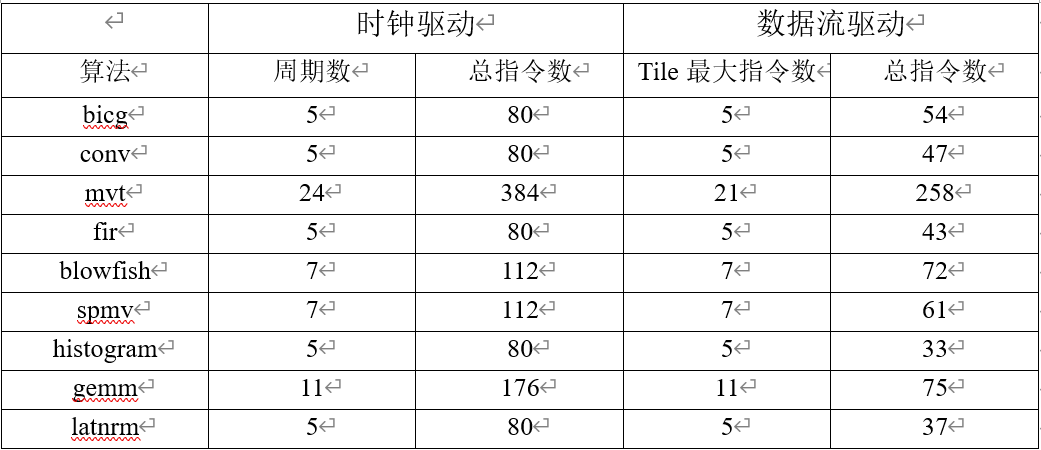 时钟驱动 数据流驱动
算法 周期数 总指令数 Tile 最大指令数 总指令数
bicg 5 80 5 54
conv 5 80 5 47
mvt 24 384 21 258
fir 5 80 5 43
blowfish 7 112 7 72
spmv 7 112 7 61
histogram 5 80 5 33
gemm 11 176 11 75
latnrm 5 80 5 37